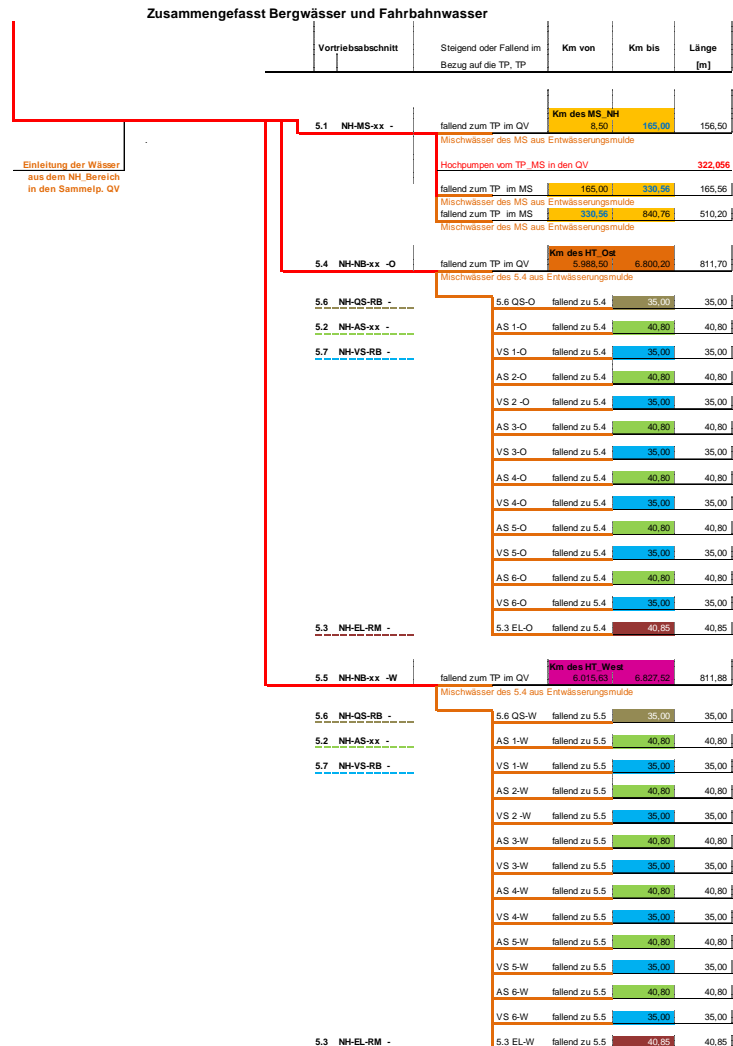 Zusammengefasst Bergwässer und Fahrbahnwasser
Vortriebsabschnitt Steigend oder Fallend im Km von Km bis Länge
Bezug auf die TP, TP [m]
Km des MS_NH
5.1 NH-MS-xx - fallend zum TP im QV 8,50 165,00 156,50
Mischwässer des MS aus Entwässerungsmulde
Einleitung der Wässer
aus dem NH_Bereich
in den Sammelp. QV
Hochpumpen vom TP_MS in den QV 322,056
fallend zum TP im MS 165,00 330,56 165,56
Mischwässer des MS aus Entwässerungsmulde
fallend zum TP im MS 330,56 840,76 510,20
Mischwässer des MS aus Entwässerungsmulde
Km des HT_Ost
5.4 NH-NB-xx -O fallend zum TP im QV 5.988,50 6.800,20 811,70
Mischwässer des 5.4 aus Entwässerungsmulde
5.6 NH-QS-RB - 5.6 QS-O fallend zu 5.4 35,00 35,00
5.2 NH-AS-xx - AS 1-O fallend zu 5.4 40,80 40,80
5.7 NH-VS-RB - VS 1-O fallend zu 5.4 35,00 35,00
AS 2-O fallend zu 5.4 40,80 40,80
VS 2 -O fallend zu 5.4 35,00 35,00
AS 3-O fallend zu 5.4 40,80 40,80
VS 3-O fallend zu 5.4 35,00 35,00
AS 4-O fallend zu 5.4 40,80 40,80
VS 4-O fallend zu 5.4 35,00 35,00
AS 5-O fallend zu 5.4 40,80 40,80
VS 5-O fallend zu 5.4 35,00 35,00
AS 6-O fallend zu 5.4 40,80 40,80
VS 6-O fallend zu 5.4 35,00 35,00
5.3 NH-EL-RM - 5.3 EL-O fallend zu 5.4 40,85 40,85
Km des HT_West
5.5 NH-NB-xx -W fallend zum TP im QV 6.015,63 6.827,52 811,88
Mischwässer des 5.4 aus Entwässerungsmulde
5.6 NH-QS-RB - 5.6 QS-W fallend zu 5.5 35,00 35,00
5.2 NH-AS-xx - AS 1-W fallend zu 5.5 40,80 40,80
5.7 NH-VS-RB - VS 1-W fallend zu 5.5 35,00 35,00
AS 2-W fallend zu 5.5 40,80 40,80
VS 2 -W fallend zu 5.5 35,00 35,00
AS 3-W fallend zu 5.5 40,80 40,80
VS 3-W fallend zu 5.5 35,00 35,00
AS 4-W fallend zu 5.5 40,80 40,80
VS 4-W fallend zu 5.5 35,00 35,00
AS 5-W fallend zu 5.5 40,80 40,80
VS 5-W fallend zu 5.5 35,00 35,00
AS 6-W fallend zu 5.5 40,80 40,80
VS 6-W fallend zu 5.5 35,00 35,00
5.3 NH-EL-RM - 5.3 EL-W fallend zu 5.5 40,85 40,85